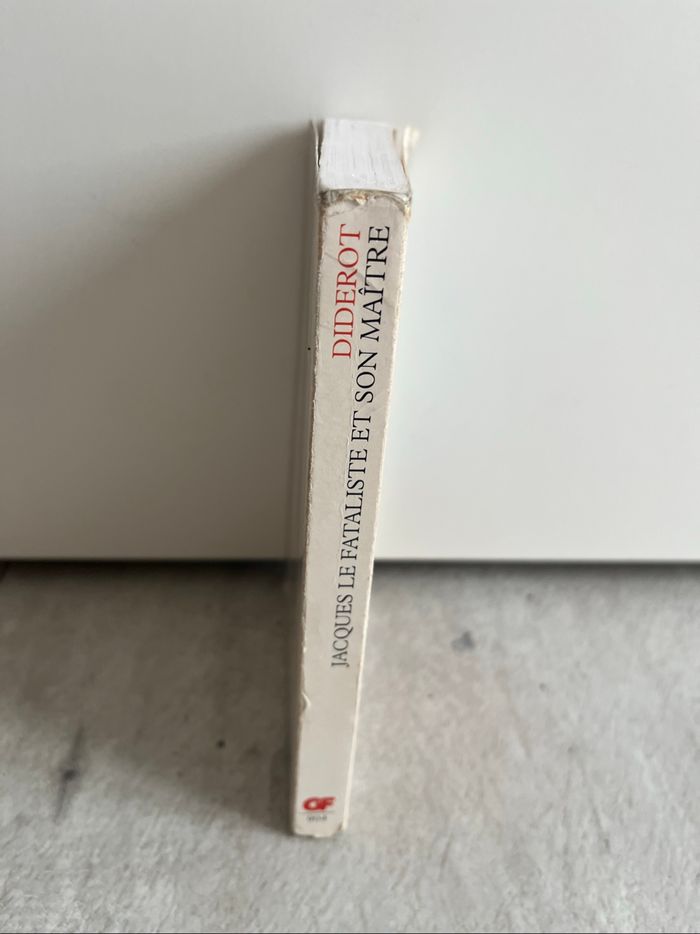 DIDEROT
JACQUES LE FATALISTE ET SON MAÎTRE
GF